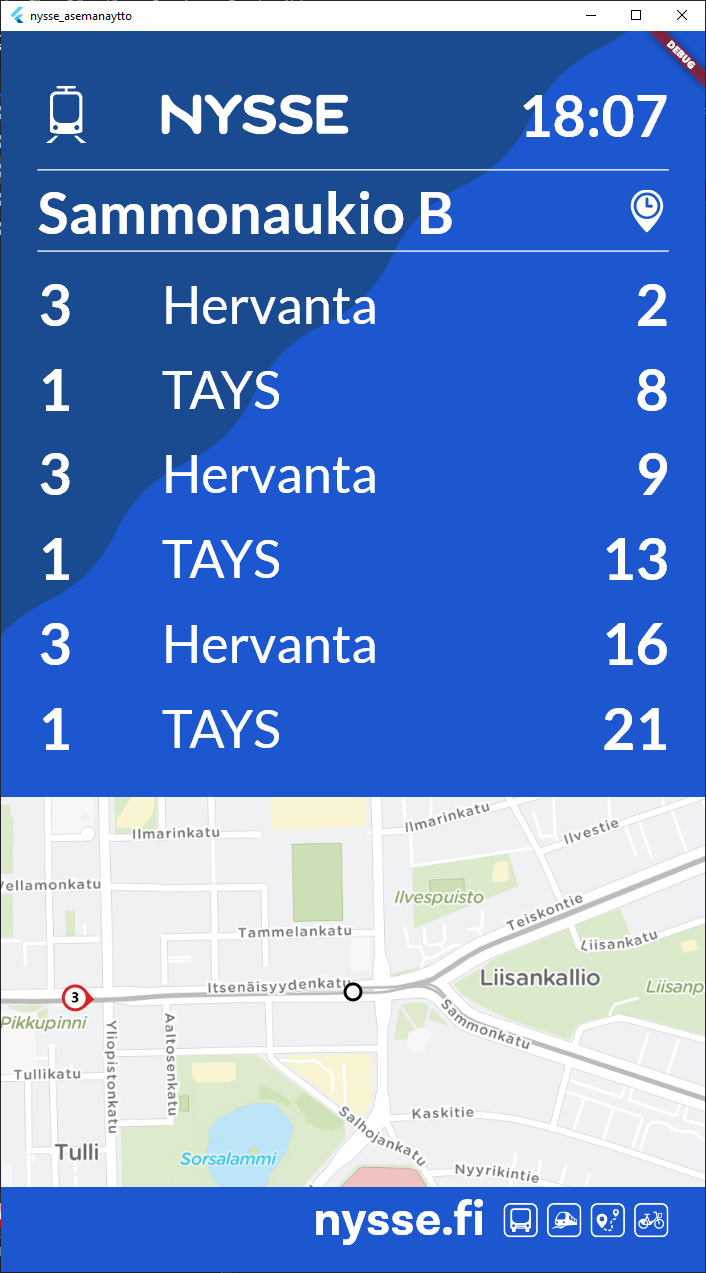 nysse_asemanaytto
DEBUG
NYSSE 18:07
Sammonaukio B
3 Hervanta 2
1 TAYS 8
3 Hervanta 9
1 TAYS 13
3 Hervanta 16
1 TAYS 21
Ilmarinkatu
Ilmarinkatu
Ilvestie
Vellamonkatu
Ilvespuisto
Teiskontie
Tammelankatu
Liisankatu
Itsenäisyydenkatu
Liisankallio
Liisanp
3
Pikkupinni
Yliopistonkatu
Aaltosenkatu
Sammonkatu
Tullikatu
Kaskitie
Salhojankatu
Tulli
Sorsalammi
Nyyrikintie
nysse.fi